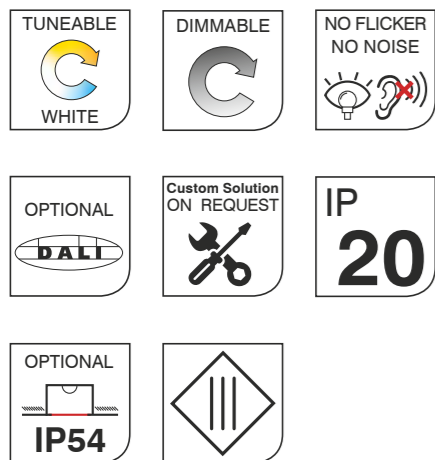 TUNEABLE
WHITE
DIMMABLE
NO FLICKER
NO NOISE
OPTIONAL
DALI
Custom Solution
ON REQUEST
IP
20
OPTIONAL
IP54